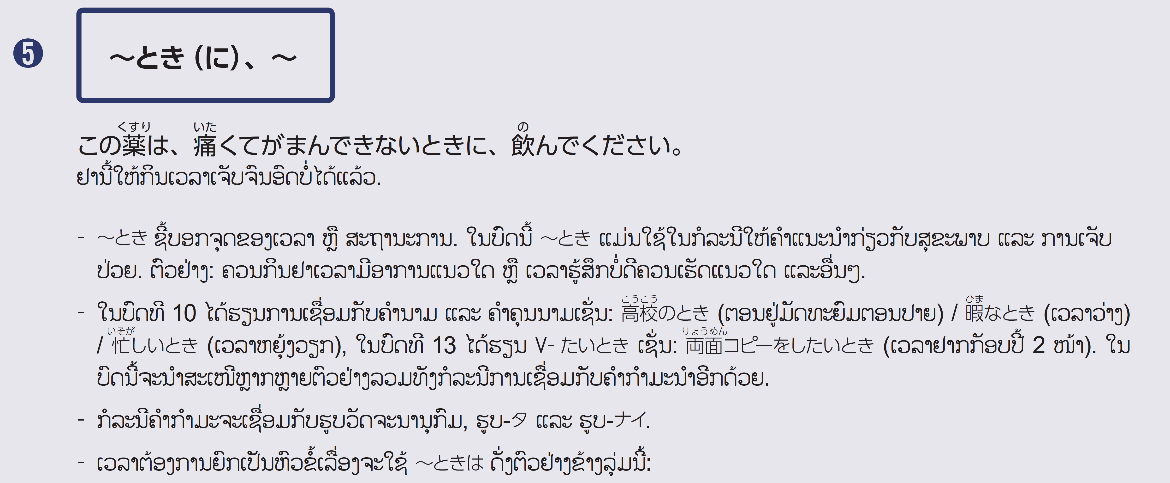 5
～とき（に）、～
くすり いた の
この薬は、痛くてがまんできないときに、飲んでください。
ຢານີ້ໃຫ້ກິນເວລາເຈັບຈົນອົດບໍ່ໄດ້ແລ້ວ.
- ～とき ຊີ້ບອກຈຸດຂອງເວລາ ຫຼື ສະຖານະການ. ໃນບົດນີ້ ～とき ແມ່ນໃຊ້ໃນກໍລະນີໃຫ້ຄຳແນະນຳກ່ຽວກັບສຸຂະພາບ ແລະ ການເຈັບ
ປ່ວຍ. ຕົວຢ່າງ: ຄວນກິນຢາເວລາມີອາການແນວໃດ ຫຼື ເວລາຮູ້ສຶກບໍ່ດີຄວນເຮັດແນວໃດ ແລະອື່ນໆ.
こうこう ひま
- ໃນບົດທີ 10 ໄດ້ຮຽນການເຊື່ອມກັບຄຳນາມ ແລະ ຄຳຄຸນນາມເຊັ່ນ: 高校のとき (ຕອນຢູ່ມັດທະຍົມຕອນປາຍ) / 暇なとき (ເວລາວ່າງ)
いそが りょうめん
/ 忙しいとき (ເວລາຫຍຸ້ງວຽກ), ໃນບົດທີ 13 ໄດ້ຮຽນ V- たいとき ເຊັ່ນ: 両面コピーをしたいとき (ເວລາຢາກກັອບປີ້ 2 ໜ້າ). ໃນ
ບົດນີ້ຈະນຳສະເໜີຫຼາກຫຼາຍຕົວຢ່າງລວມທັງກໍລະນີການເຊື່ອມກັບຄຳກຳມະນຳອີກດ້ວຍ.
- ກໍລະນີຄຳກຳມະຈະເຊື່ອມກັບຮູບວັດຈະນານຸກົມ, ຮູບ-タ ແລະ ຮູບ-ナイ.
- ເວລາຕ້ອງການຍົກເປັນຫົວຂໍ້ເລື່ອງຈະໃຊ້ ～ときは ດັ່ງຕົວຢ່າງຂ້າງລຸ່ມນີ້: